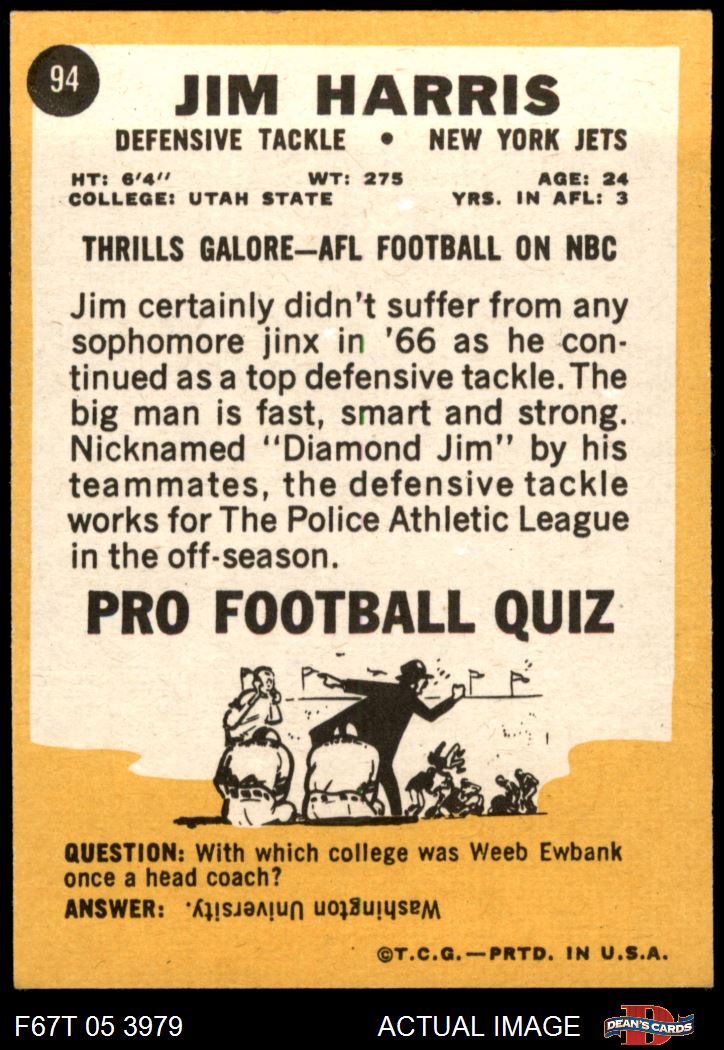 94
JIM HARRIS
DEFENSIVE TACKLE • NEW YORK JETS
HT: 6'4'' WT: 275 AGE: 24
COLLEGE: UTAH STATE YRS. IN AFL: 3
THRILLS GALORE—AFL FOOTBALL ON NBC
Jim certainly didn't suffer from any
sophomore jinx in '66 as he con-
tinued as a top defensive tackle. The
big man is fast, smart and strong.
Nicknamed "Diamond Jim" by his
teammates, the defensive tackle
works for The Police Athletic League
in the off-season.
PRO FOOTBALL QUIZ
QUESTION: With which college was Weeb Ewbank
once a head coach?
ANSWER: Washington University.
©T.C.G.—PRTD. IN U.S.A.
F67T 05 3979 ACTUAL IMAGE D DEAN'S CARDS